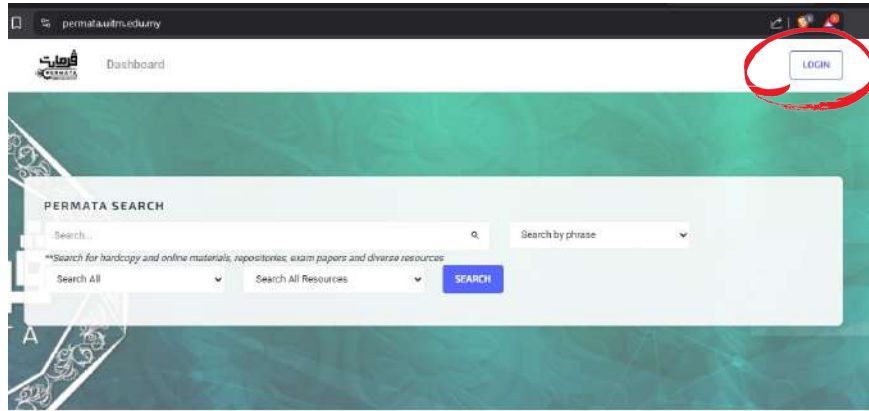 permata.uitm.edu.my
PERMATA
Dashboard
LOGIN
PERMATA SEARCH
Search...
Search by phrase
**Search for hardcopy and online materials, repositories, exam papers and diverse resources
Search All
Search All Resources
SEARCH
T A